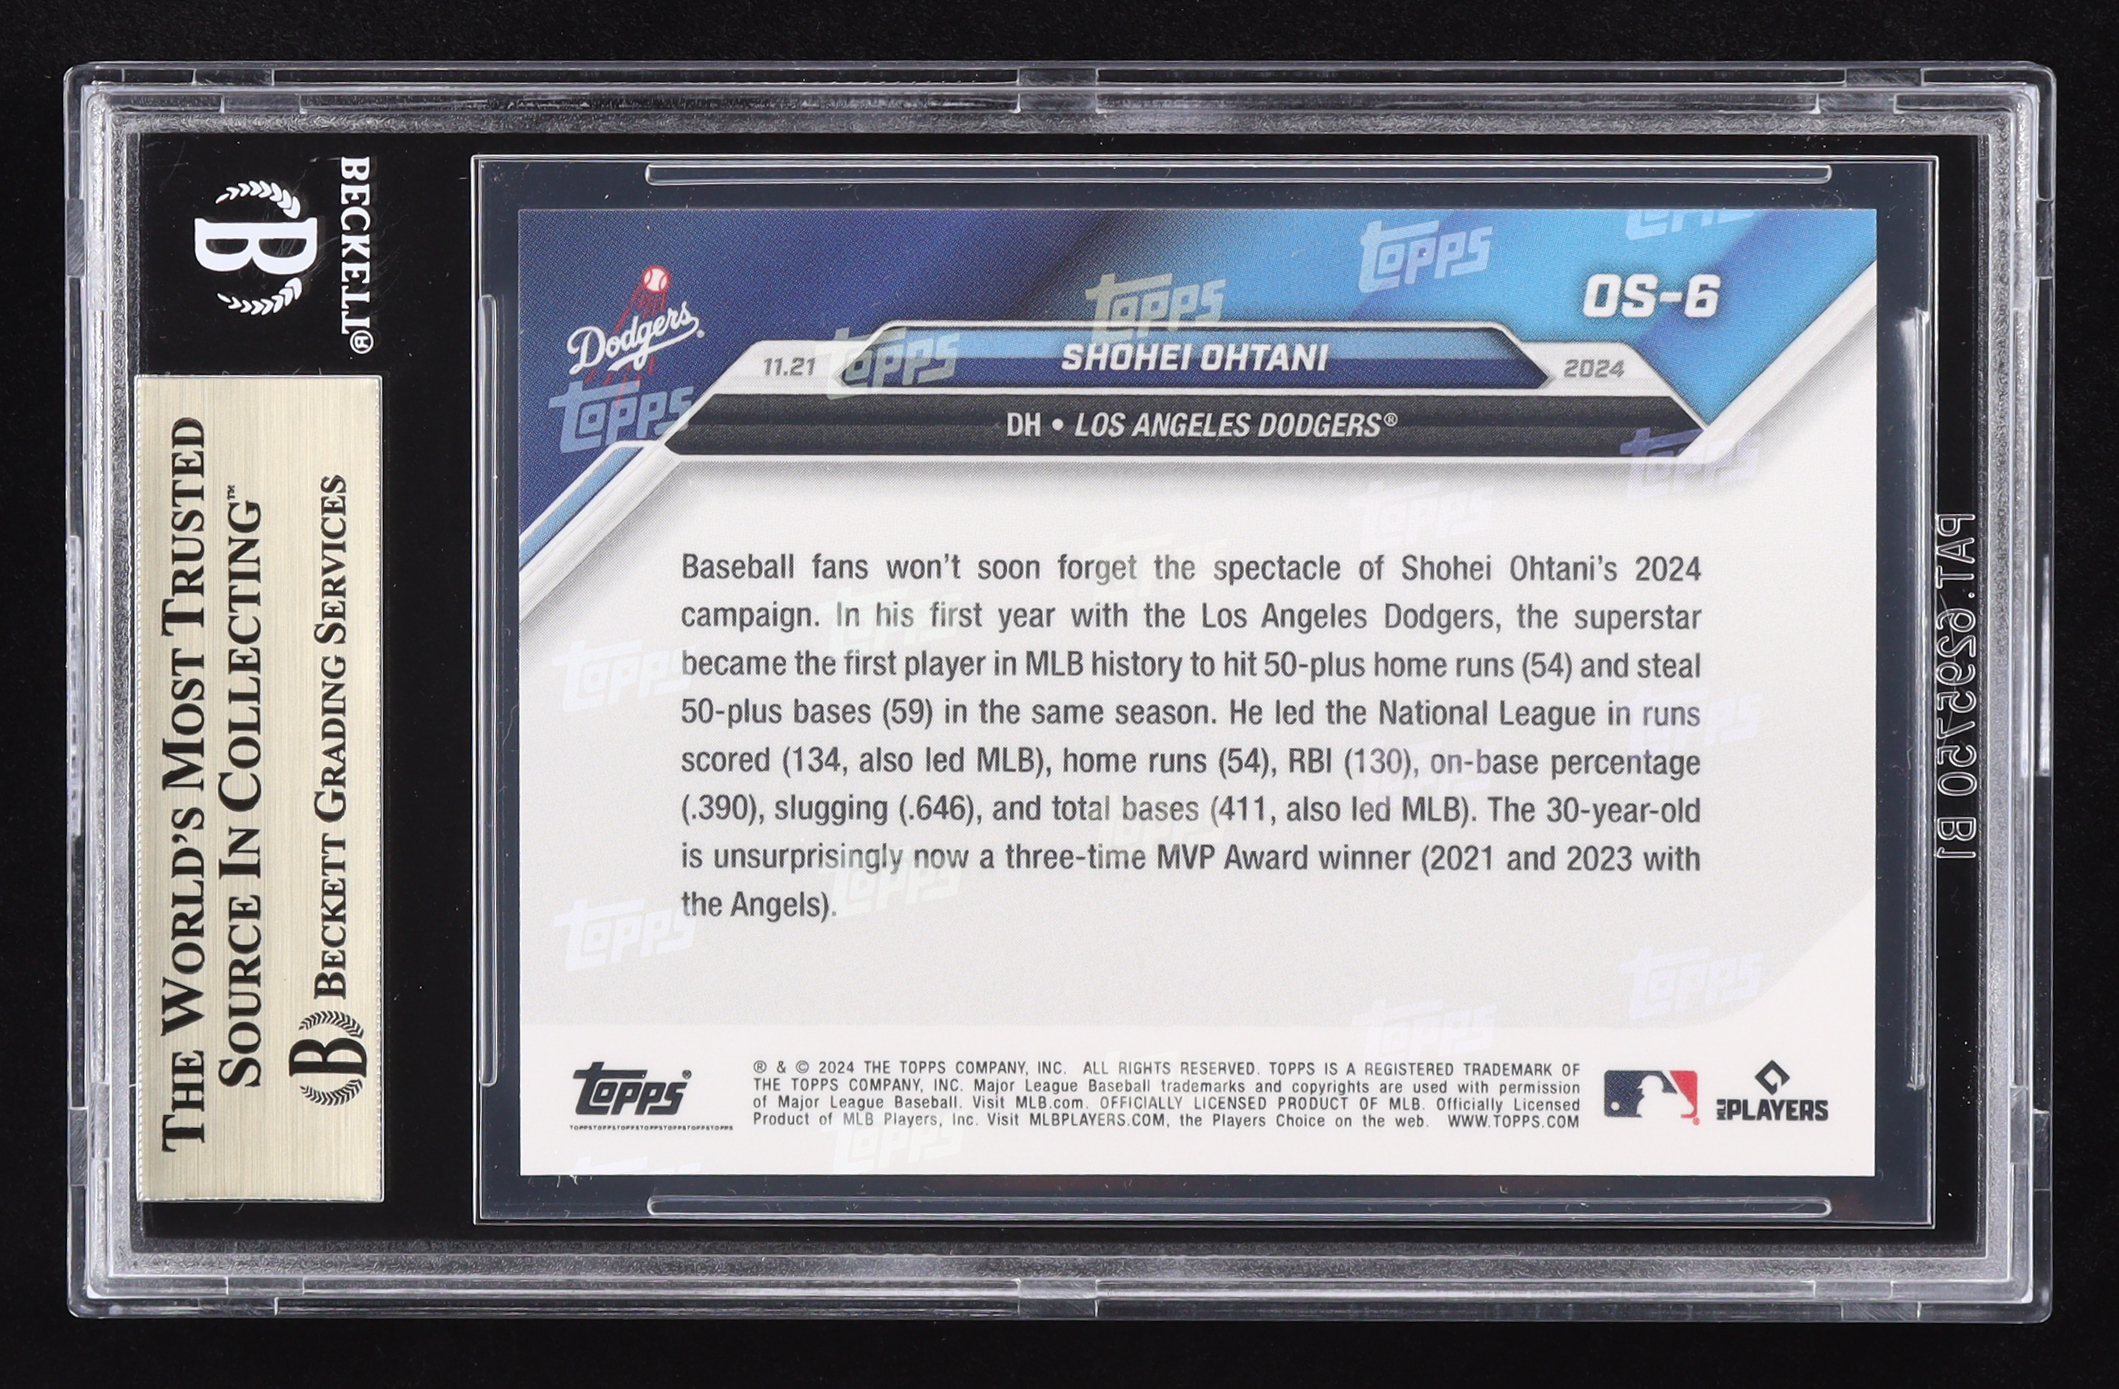 BECKETT®
B
THE WORLD'S MOST TRUSTED
SOURCE IN COLLECTING™
B BECKETT GRADING SERVICES
Dodgers
OS-6
11.21
SHOHEI OHTANI
2024
DH • LOS ANGELES DODGERS®
Baseball fans won't soon forget the spectacle of Shohei Ohtani's 2024
campaign. In his first year with the Los Angeles Dodgers, the superstar
became the first player in MLB history to hit 50-plus home runs (54) and steal
50-plus bases (59) in the same season. He led the National League in runs
scored (134, also led MLB), home runs (54), RBI (130), on-base percentage
(.390), slugging (.646), and total bases (411, also led MLB). The 30-year-old
is unsurprisingly now a three-time MVP Award winner (2021 and 2023 with
the Angels).
Topps®
TOPPSTOPPSTOPPSTOPPSTOPPSTOPPSTOPPS
® & © 2024 THE TOPPS COMPANY, INC. ALL RIGHTS RESERVED. TOPPS IS A REGISTERED TRADEMARK OF
THE TOPPS COMPANY, INC. Major League Baseball trademarks and copyrights are used with permission
of Major League Baseball. Visit MLB.com. OFFICIALLY LICENSED PRODUCT OF MLB. Officially Licensed
Product of MLB Players, Inc. Visit MLBPLAYERS.COM, the Players Choice on the web. WWW.TOPPS.COM
MLB PLAYERS
PAT.6295750 B1